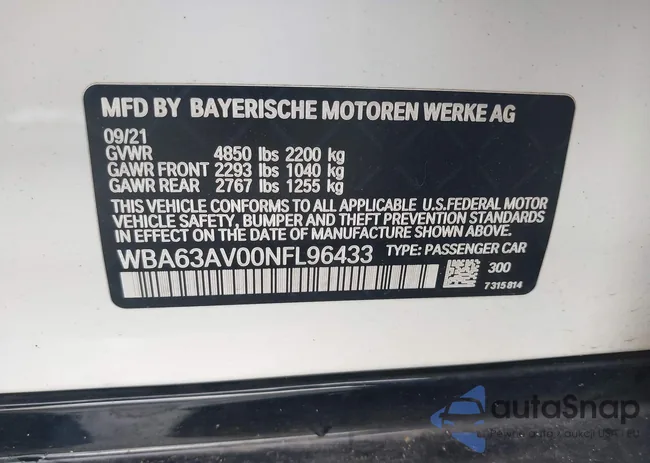 MFD BY BAYERISCHE MOTOREN WERKE AG
09/21
GVWR 4850 lbs 2200 kg
GAWR FRONT 2293 lbs 1040 kg
GAWR REAR 2767 lbs 1255 kg
THIS VEHICLE CONFORMS TO ALL APPLICABLE U.S.FEDERAL MOTOR
VEHICLE SAFETY, BUMPER AND THEFT PREVENTION STANDARDS IN
EFFECT ON THE DATE OF MANUFACTURE SHOWN ABOVE.
WBA63AV00NFL96433 TYPE: PASSENGER CAR
300
7315814
autoSnap